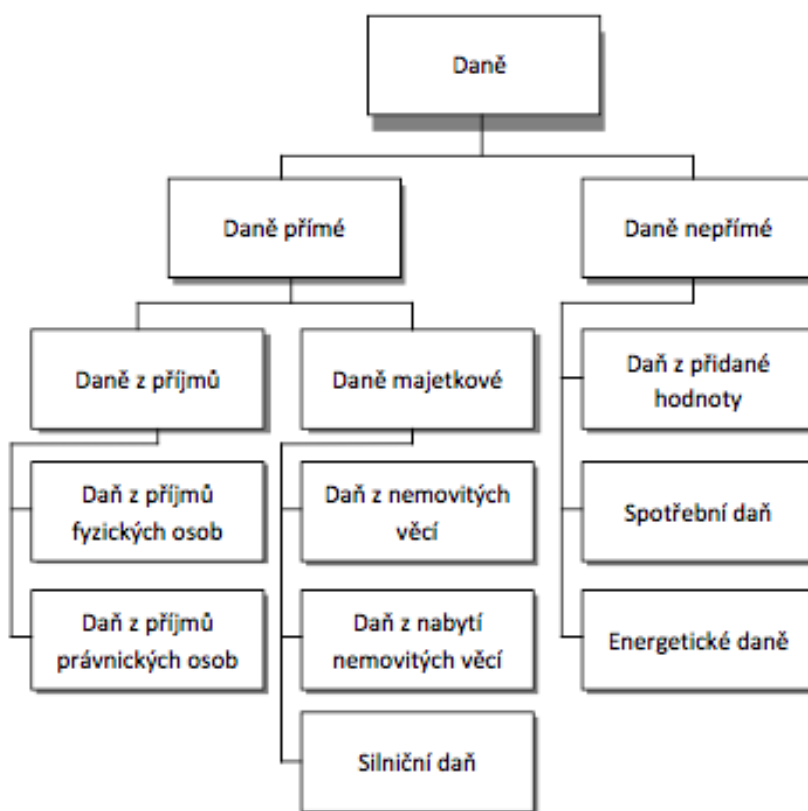 Daně
Daně přímé
Daně nepřímé
Daně z příjmů
Daně majetkové
Daň z přidané
hodnoty
Daň z příjmů
fyzických osob
Daň z nemovitých
věcí
Spotřební daň
Daň z příjmů
právnických osob
Daň z nabytí
nemovitých věcí
Energetické daně
Silniční daň